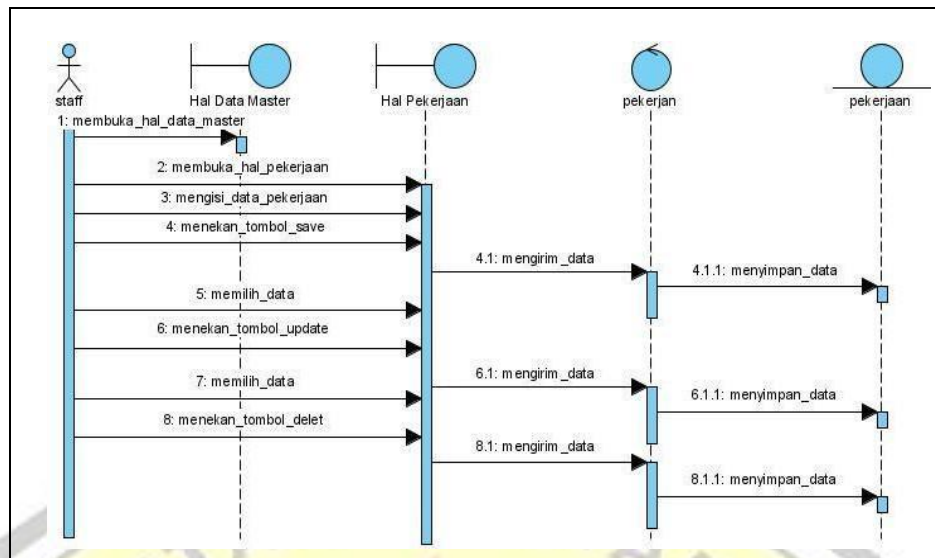 staff
Hal Data Master
Hal Pekerjaan
pekerjan
pekerjaan
1: membuka_hal_data_master
2: membuka_hal_pekerjaan
3: mengisi_data_pekerjaan
4: menekan_tombol_save
4.1: mengirim_data
4.1.1: menyimpan_data
5: memilih_data
6: menekan_tombol_update
6.1: mengirim_data
6.1.1: menyimpan_data
7: memilih_data
8: menekan_tombol_delet
8.1: mengirim_data
8.1.1: menyimpan_data